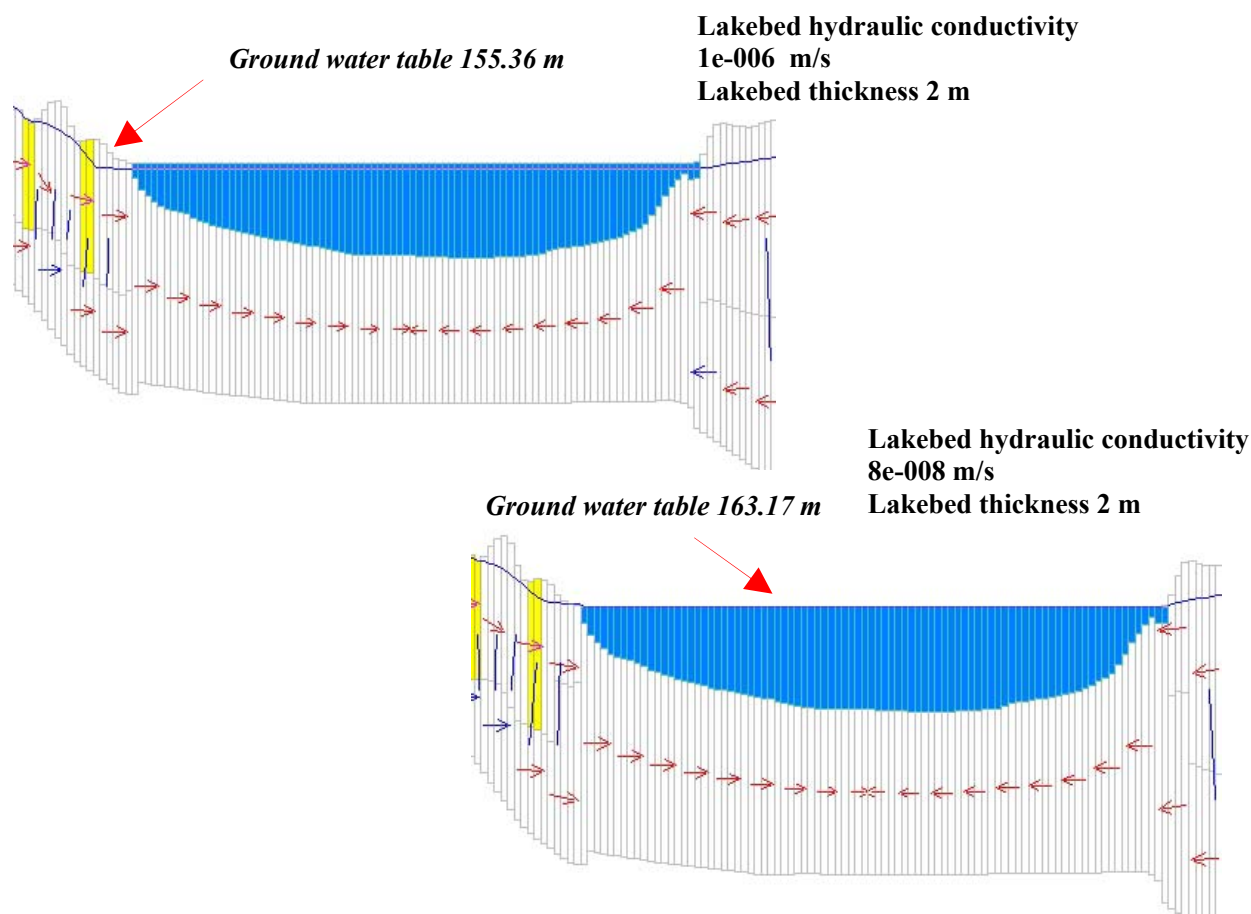 Lakebed hydraulic conductivity
1e-006 m/s
Lakebed thickness 2 m
Ground water table 155.36 m
Lakebed hydraulic conductivity
8e-008 m/s
Lakebed thickness 2 m
Ground water table 163.17 m